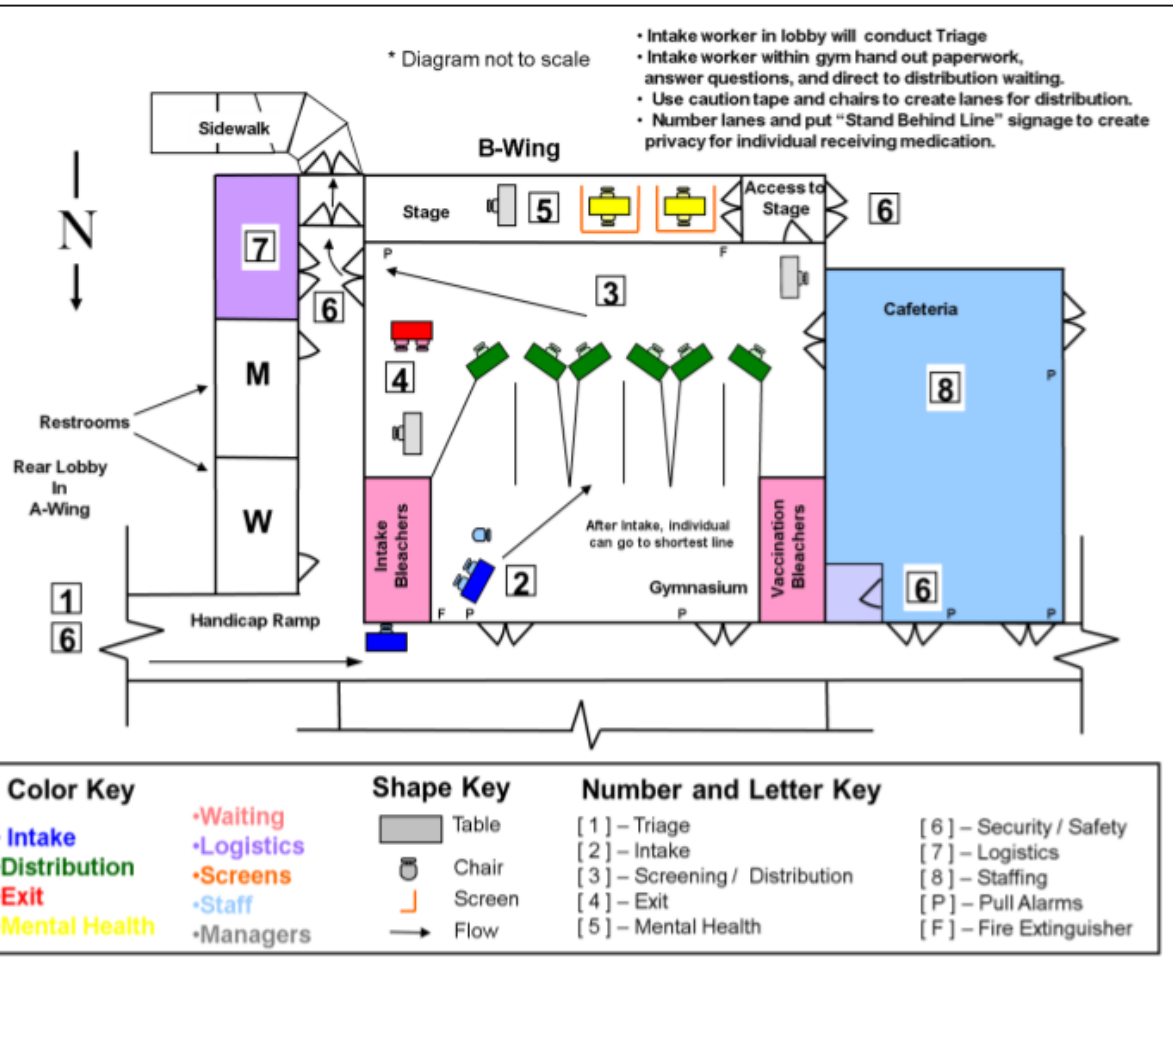 * Diagram not to scale
• Intake worker in lobby will conduct Triage
• Intake worker within gym hand out paperwork,
answer questions, and direct to distribution waiting.
• Use caution tape and chairs to create lanes for distribution.
• Number lanes and put “Stand Behind Line” signage to create
privacy for individual receiving medication.
Sidewalk
B-Wing
N
Stage
5
Access to
Stage
6
7
P
F
3
6
Cafeteria
M
4
8
P
Restrooms
Rear Lobby
In
A-Wing
W
Intake
Bleachers
After Intake, individual
can go to shortest line
Vaccination
Bleachers
2
Gymnasium
6
1
6
Handicap Ramp
F
P
P
P
P
Color Key
• Intake
Distribution
Exit
Mental Health
•Waiting
•Logistics
•Screens
•Staff
•Managers
Shape Key
Table
Chair
Screen
Flow
Number and Letter Key
[ 1 ] – Triage
[ 2 ] – Intake
[ 3 ] – Screening / Distribution
[ 4 ] – Exit
[ 5 ] – Mental Health
[ 6 ] – Security / Safety
[ 7 ] – Logistics
[ 8 ] – Staffing
[ P ] – Pull Alarms
[ F ] – Fire Extinguisher